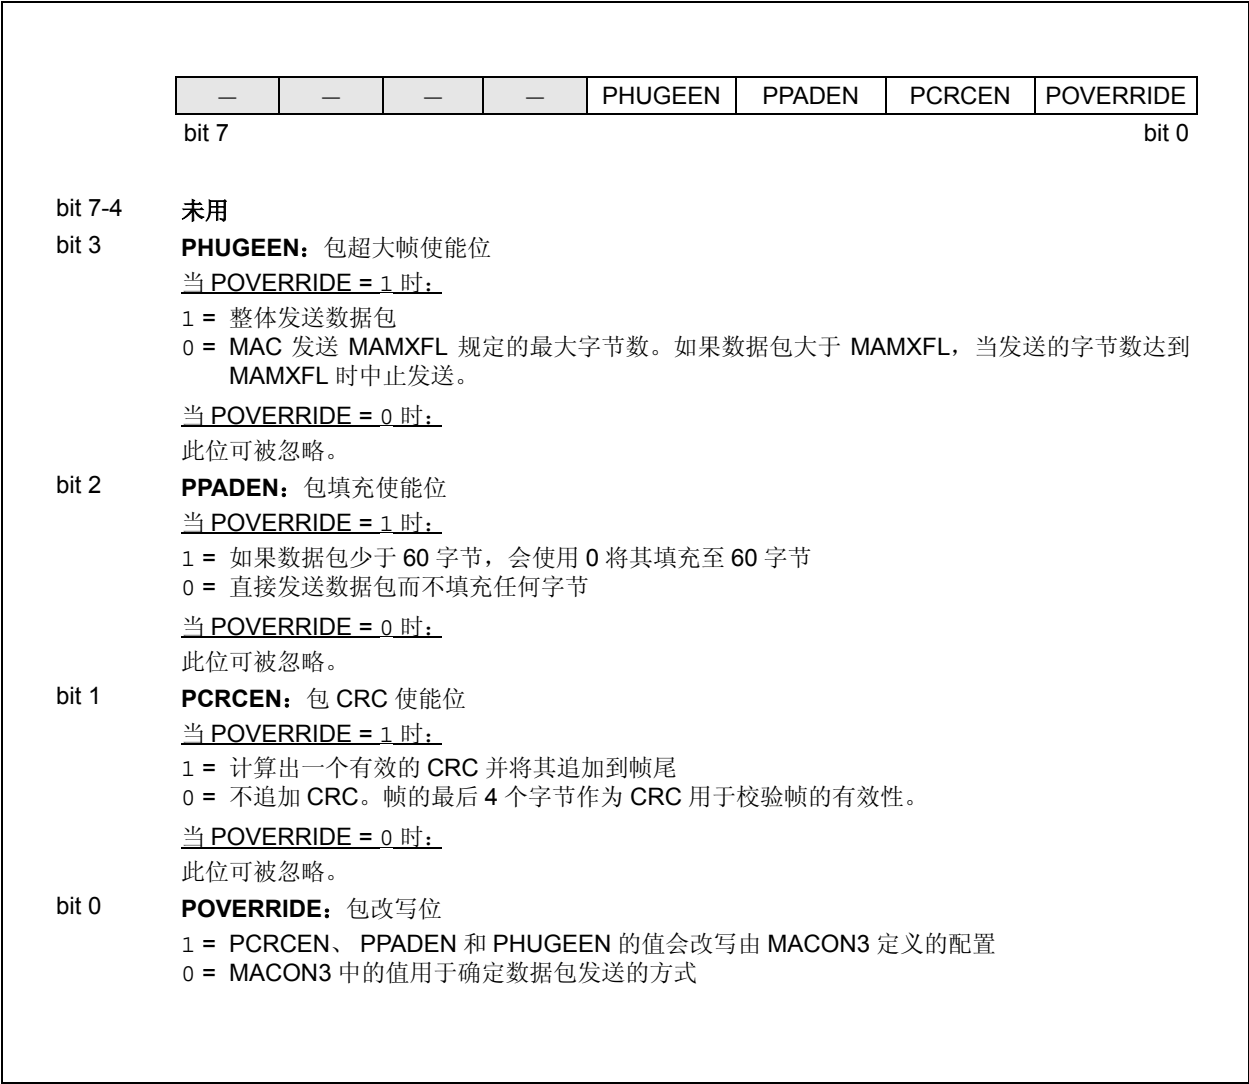 — — — — PHUGEEN PPADEN PCRCEN POVERRIDE
bit 7 bit 0
bit 7-4 未用
bit 3 PHUGEEN：包超大帧使能位
当 POVERRIDE = 1 时：
1 = 整体发送数据包
0 = MAC 发送 MAMXFL 规定的最大字节数。如果数据包大于 MAMXFL，当发送的字节数达到
MAMXFL 时中止发送。
当 POVERRIDE = 0 时：
此位可被忽略。
bit 2 PPADEN：包填充使能位
当 POVERRIDE = 1 时：
1 = 如果数据包少于 60 字节，会使用 0 将其填充至 60 字节
0 = 直接发送数据包而不填充任何字节
当 POVERRIDE = 0 时：
此位可被忽略。
bit 1 PCRCEN：包 CRC 使能位
当 POVERRIDE = 1 时：
1 = 计算出一个有效的 CRC 并将其追加到帧尾
0 = 不追加 CRC。帧的最后 4 个字节作为 CRC 用于校验帧的有效性。
当 POVERRIDE = 0 时：
此位可被忽略。
bit 0 POVERRIDE：包改写位
1 = PCRCEN、 PPADEN 和 PHUGEEN 的值会改写由 MACON3 定义的配置
0 = MACON3 中的值用于确定数据包发送的方式